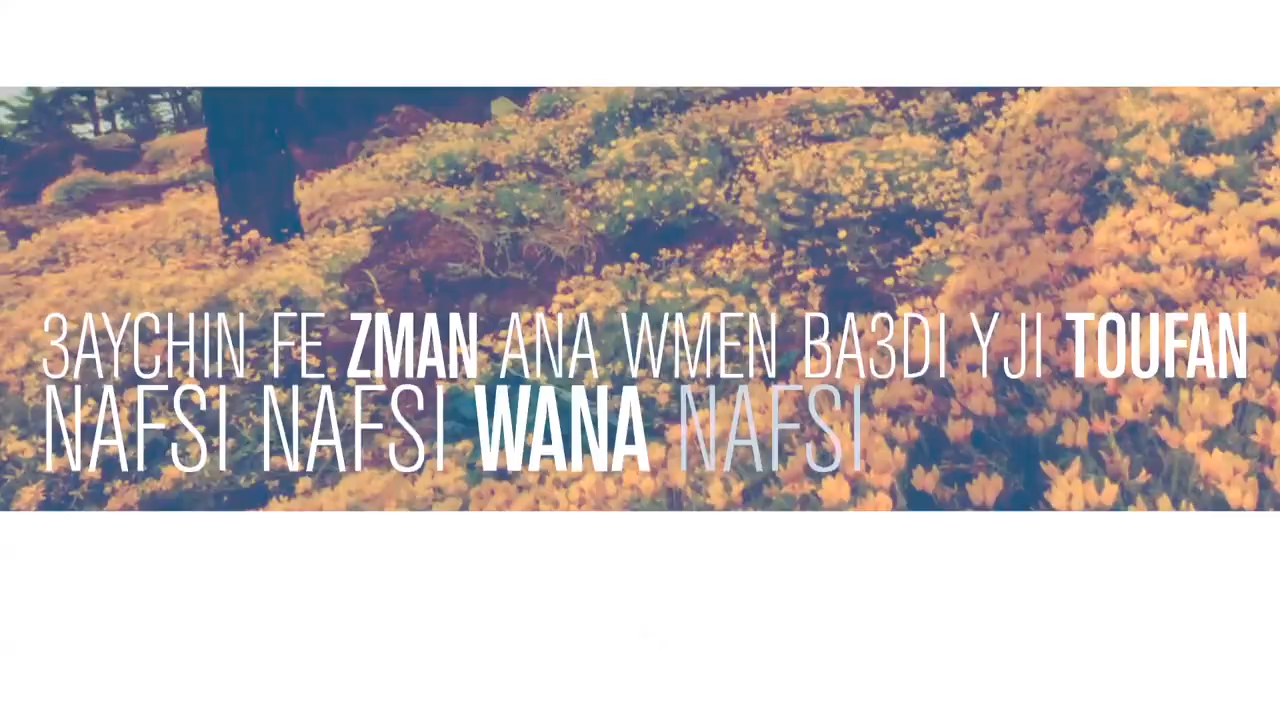 3AYCHIN FE ZMAN ANA WMEN BA3DI YJI TOUFAN
NAFSI NAFSI WANA NAFSI